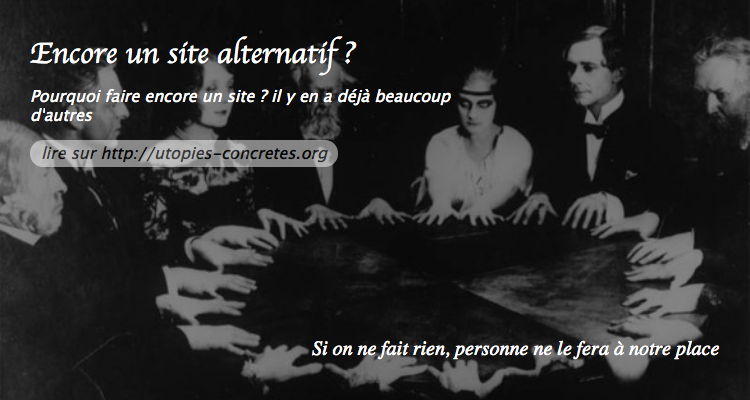 Encore un site alternatif ?
Pourquoi faire encore un site ? il y en a déjà beaucoup
d'autres
lire sur http://utopies-concretes.org
Si on ne fait rien, personne ne le fera à notre place